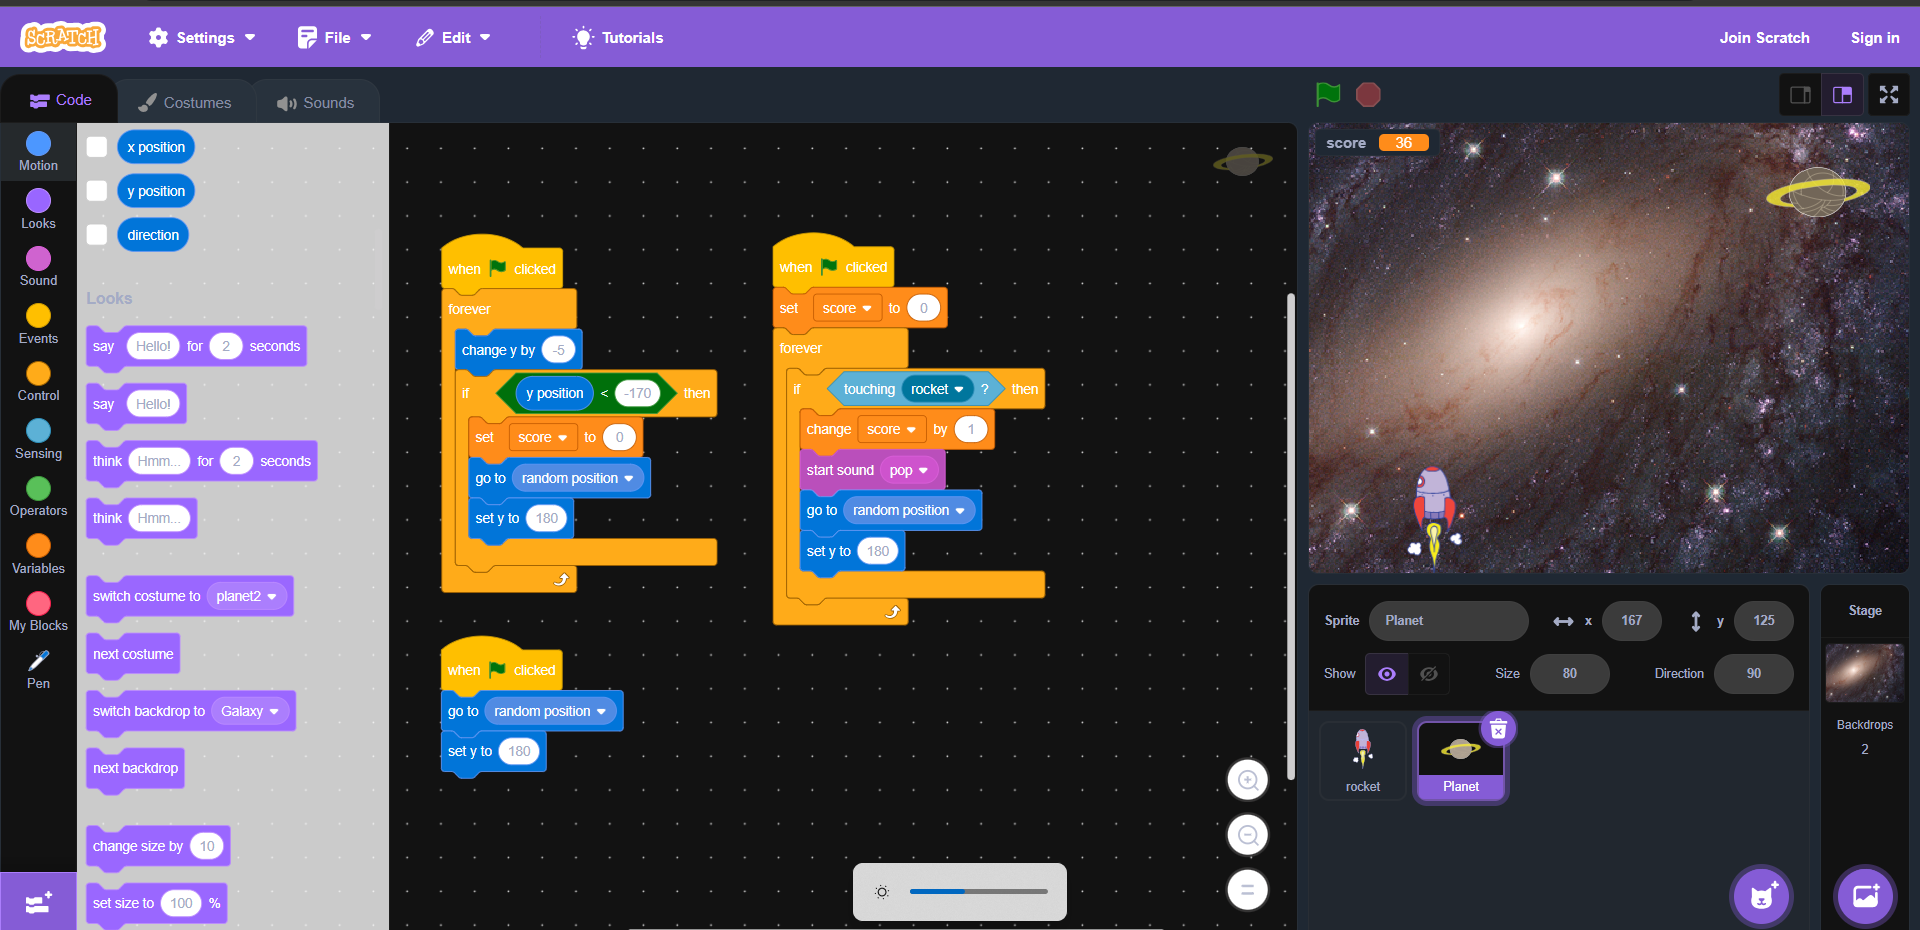 SCRATCH Settings File Edit Tutorials Join Scratch Sign in
Code Costumes Sounds
Motion
Looks
Sound
Events
Control
Sensing
Operators
Variables
My Blocks
Pen
x position
y position
direction
Looks
say Hello! for 2 seconds
say Hello!
think Hmm... for 2 seconds
think Hmm...
switch costume to planet2
next costume
switch backdrop to Galaxy
next backdrop
change size by 10
set size to 100 %
when clicked
forever
change y by -5
if y position < -170 then
set score to 0
go to random position
set y to 180
when clicked
go to random position
set y to 180
when clicked
set score to 0
forever
if touching rocket ? then
change score by 1
start sound pop
go to random position
set y to 180
score 36
Sprite Planet x 167 y 125
Show Size 80 Direction 90
rocket
Planet
Stage
Backdrops
2